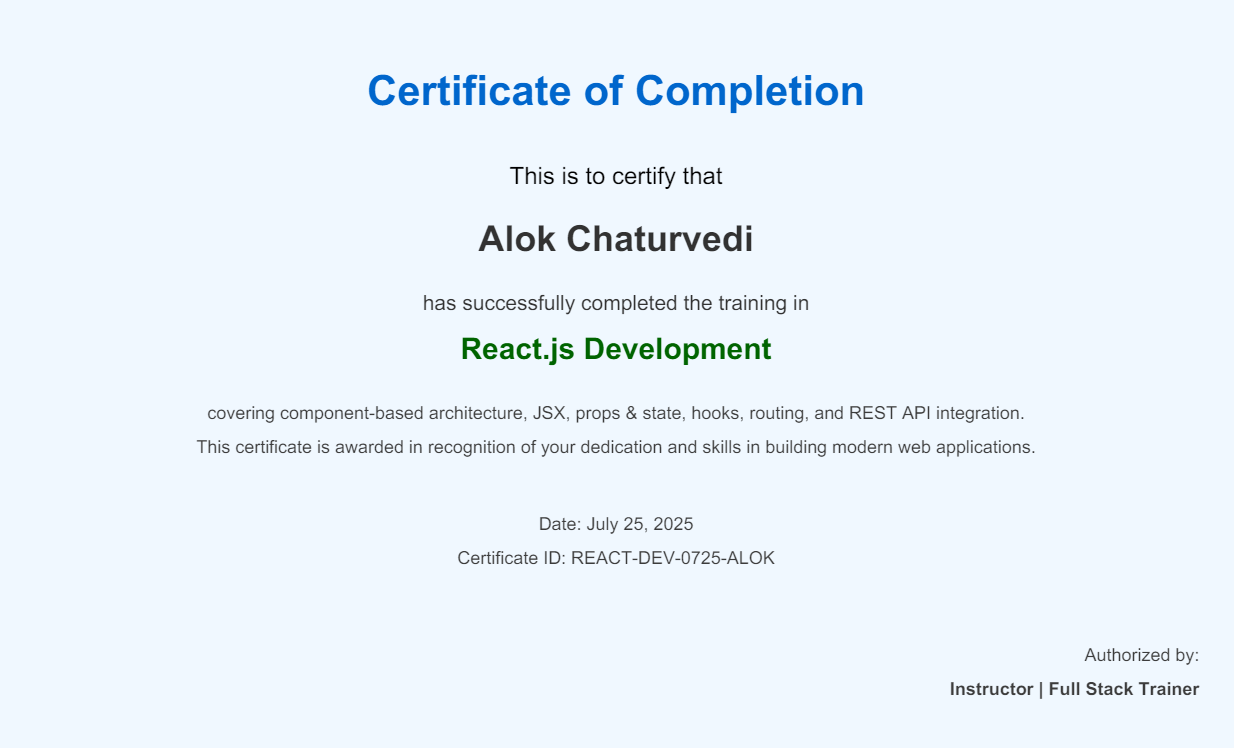 Certificate of Completion
This is to certify that
Alok Chaturvedi
has successfully completed the training in
React.js Development
covering component-based architecture, JSX, props & state, hooks, routing, and REST API integration.
This certificate is awarded in recognition of your dedication and skills in building modern web applications.
Date: July 25, 2025
Certificate ID: REACT-DEV-0725-ALOK
Authorized by:
Instructor | Full Stack Trainer